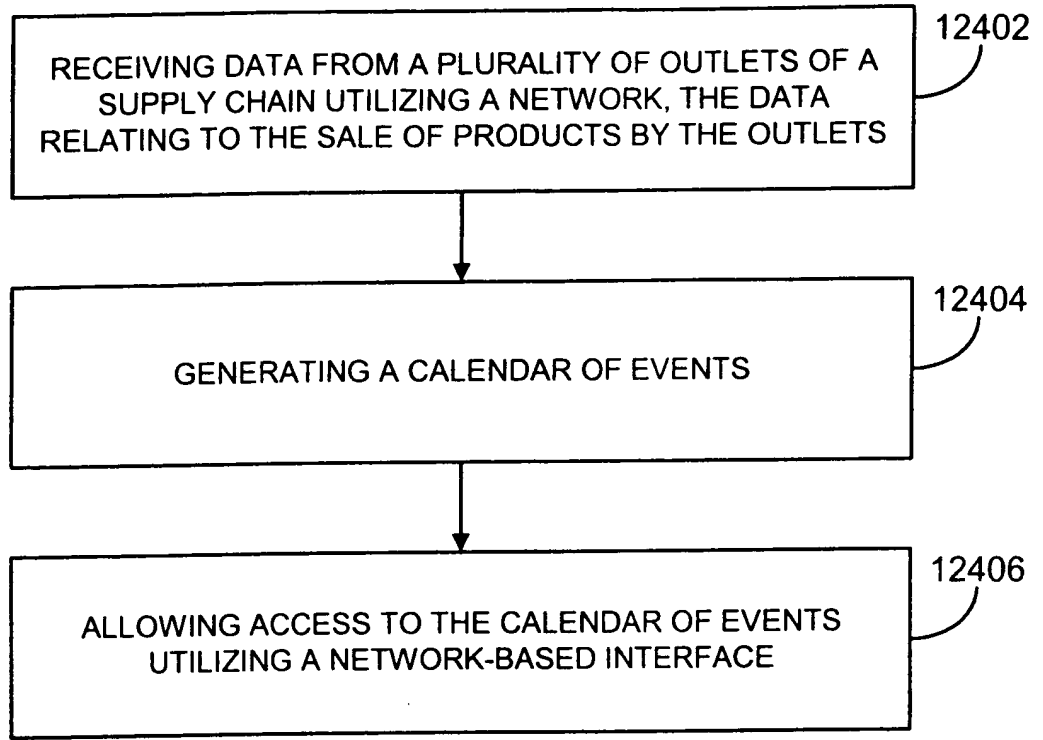 12402
RECEIVING DATA FROM A PLURALITY OF OUTLETS OF A
SUPPLY CHAIN UTILIZING A NETWORK, THE DATA
RELATING TO THE SALE OF PRODUCTS BY THE OUTLETS
12404
GENERATING A CALENDAR OF EVENTS
12406
ALLOWING ACCESS TO THE CALENDAR OF EVENTS
UTILIZING A NETWORK-BASED INTERFACE